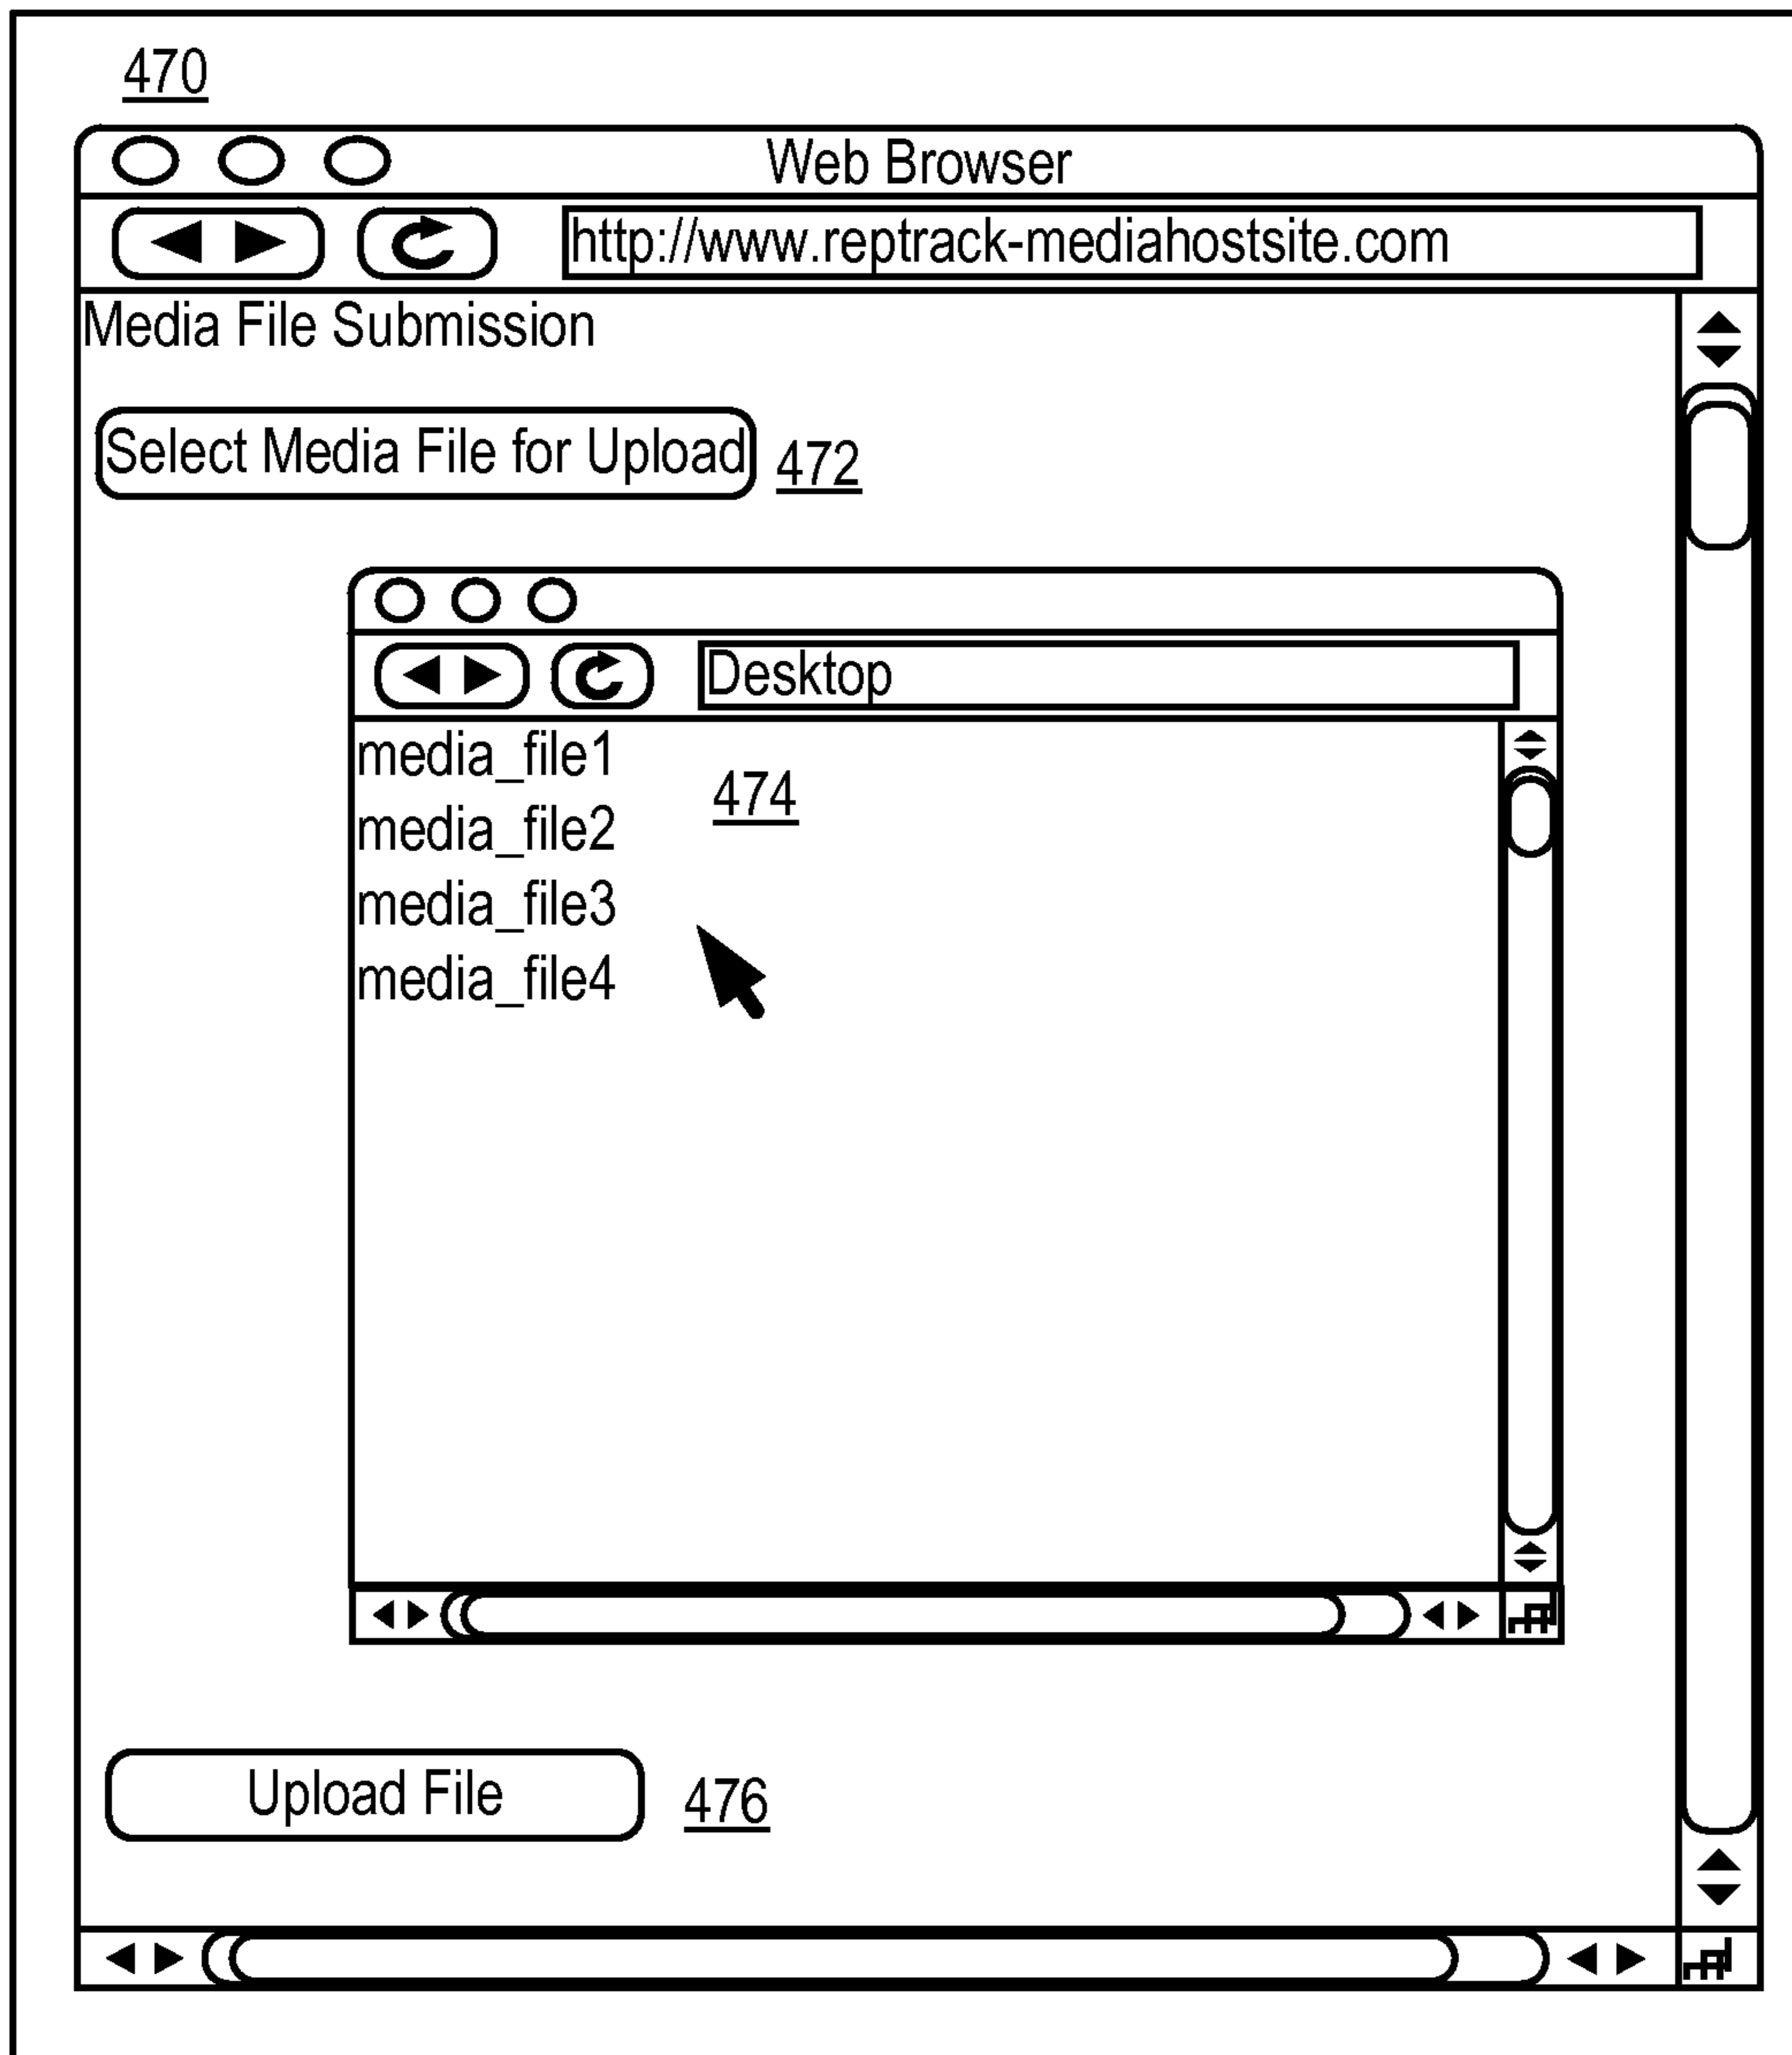 470
Web Browser
http://www.reptrack-mediahostsite.com
Media File Submission
Select Media File for Upload 472
Desktop
media_file1
474
media_file2
media_file3
media_file4
Upload File 476